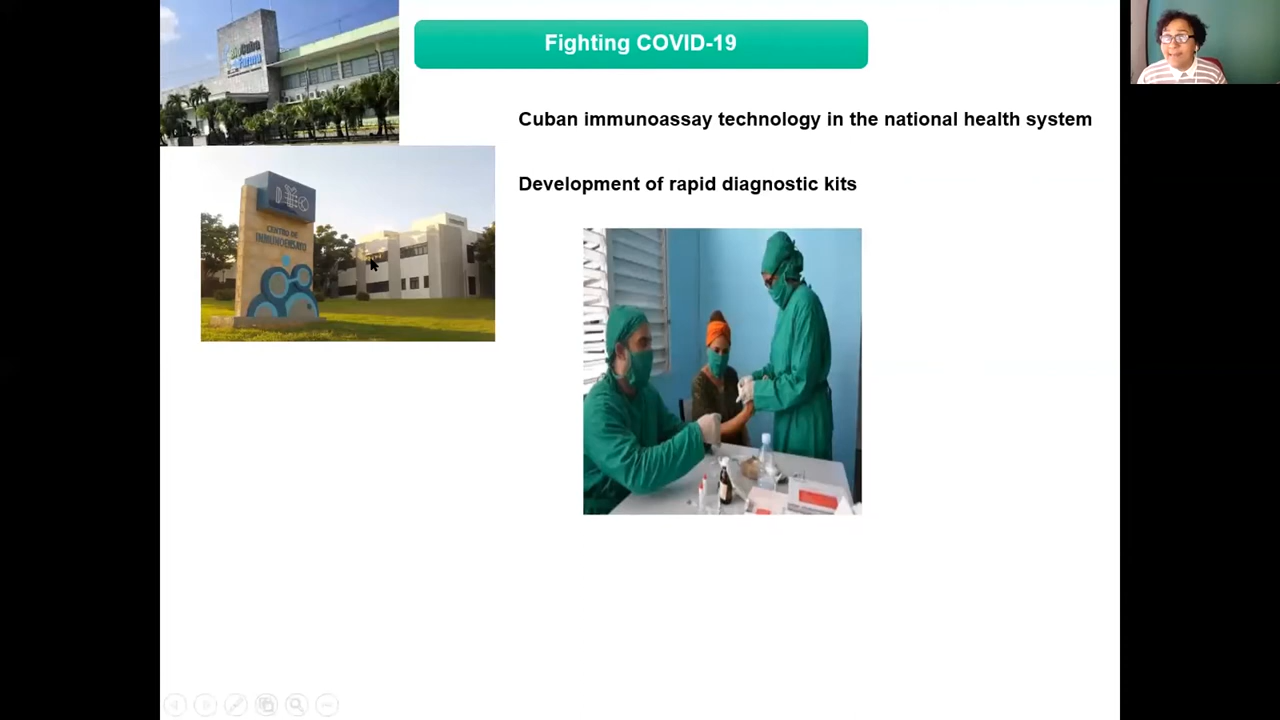 Fighting COVID-19
Cuban immunoassay technology in the national health system
Development of rapid diagnostic kits
CENTRO DE
INMUNOENSAYO